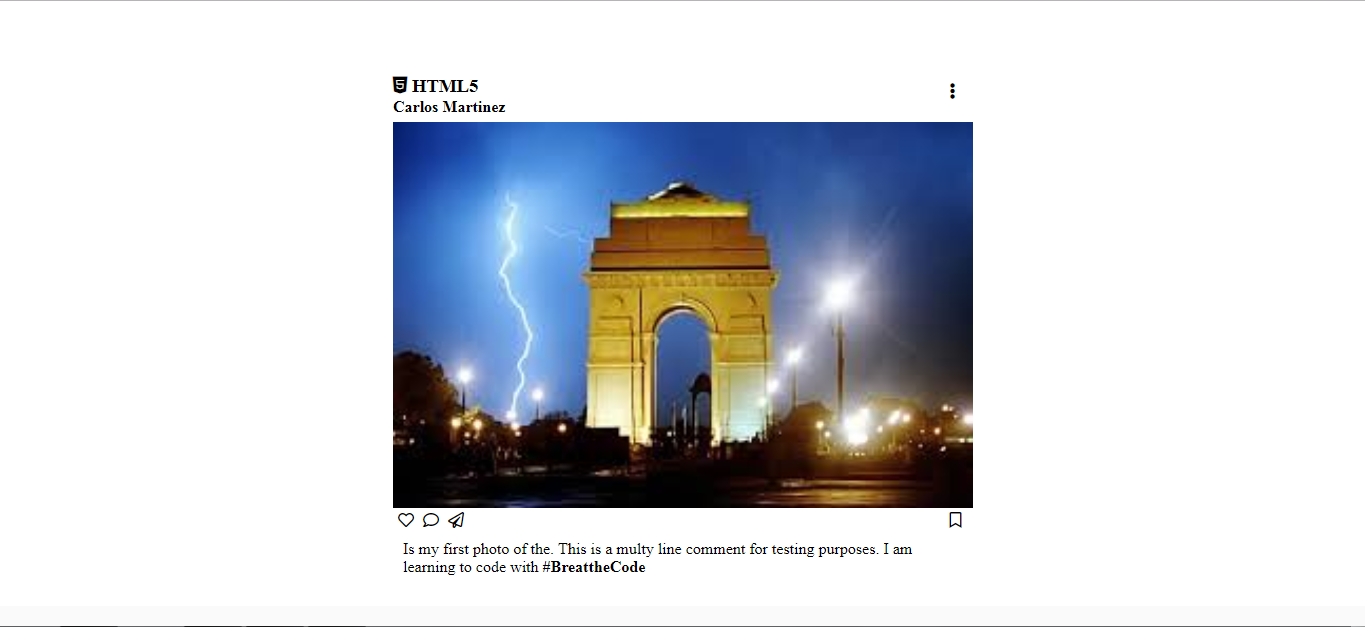 HTML5
Carlos Martinez
Is my first photo of the. This is a multy line comment for testing purposes. I am
learning to code with #BreattheCode